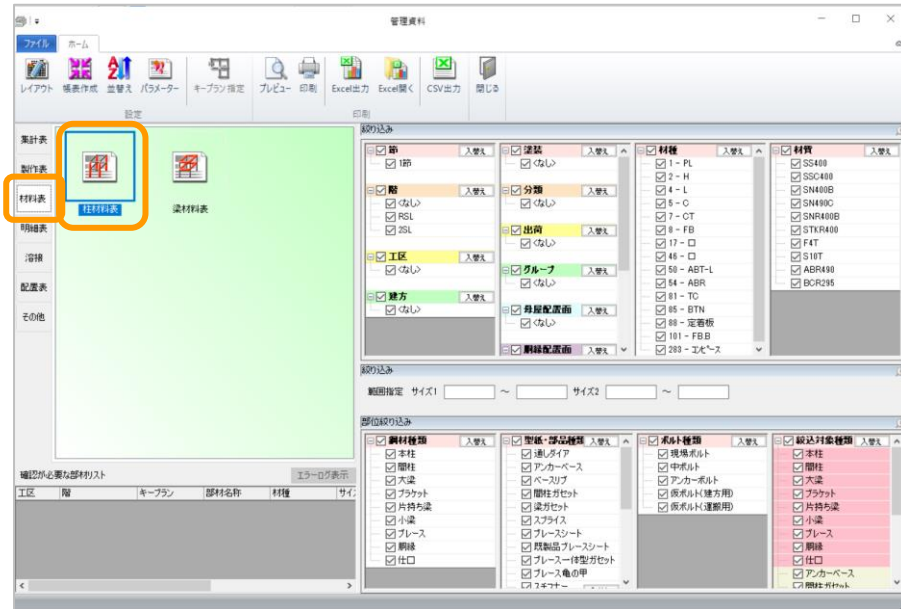 管理資料
ファイル ホーム
レイアウト 帳表作成 並替え パラメーター キープラン指定 プレビュー 印刷 Excel出力 Excel開く CSV出力 閉じる
設定 印刷
集計表
製作表
材料表
明細表
溶接
配置表
その他
柱材料表 梁材料表
確認が必要な部材リスト エラーログ表示
工区 階 キープラン 部材名称 材種 サイズ
絞り込み
節 入替え
1節
階 入替え
<なし>
RSL
2SL
工区 入替え
<なし>
建方 入替え
<なし>
塗装 入替え
<なし>
分類 入替え
<なし>
出荷 入替え
<なし>
グループ 入替え
<なし>
母屋配置面 入替え
<なし>
胴縁配置面 入替え
材種 入替え
1 - PL
2 - H
4 - L
5 - C
7 - CT
8 - FB
17 - □
46 - □
50 - ABT-L
54 - ABR
81 - TC
85 - BTN
88 - 定着板
101 - FB.B
283 - エピース
材質 入替え
SS400
SSC400
SN400B
SN490C
SNR400B
STKR400
F4T
S10T
ABR490
BCR295
絞り込み
範囲指定 サイズ1 ～ サイズ2 ～
部位絞り込み
鋼材種類 入替え
本柱
間柱
大梁
ブラケット
片持ち梁
小梁
ブレース
胴縁
仕口
型紙・部品種類 入替え
通しダイア
アンカーベース
ベースリブ
間柱ガセット
梁ガセット
スプライス
ブレースシート
既製品ブレースシート
ブレース一体型ガセット
ブレース亀の甲
スチフナー
ボルト種類 入替え
現場ボルト
中ボルト
アンカーボルト
仮ボルト(建方用)
仮ボルト(運搬用)
絞込対象種類 入替え
本柱
間柱
大梁
ブラケット
片持ち梁
小梁
ブレース
胴縁
仕口
アンカーベース
間柱ガセット